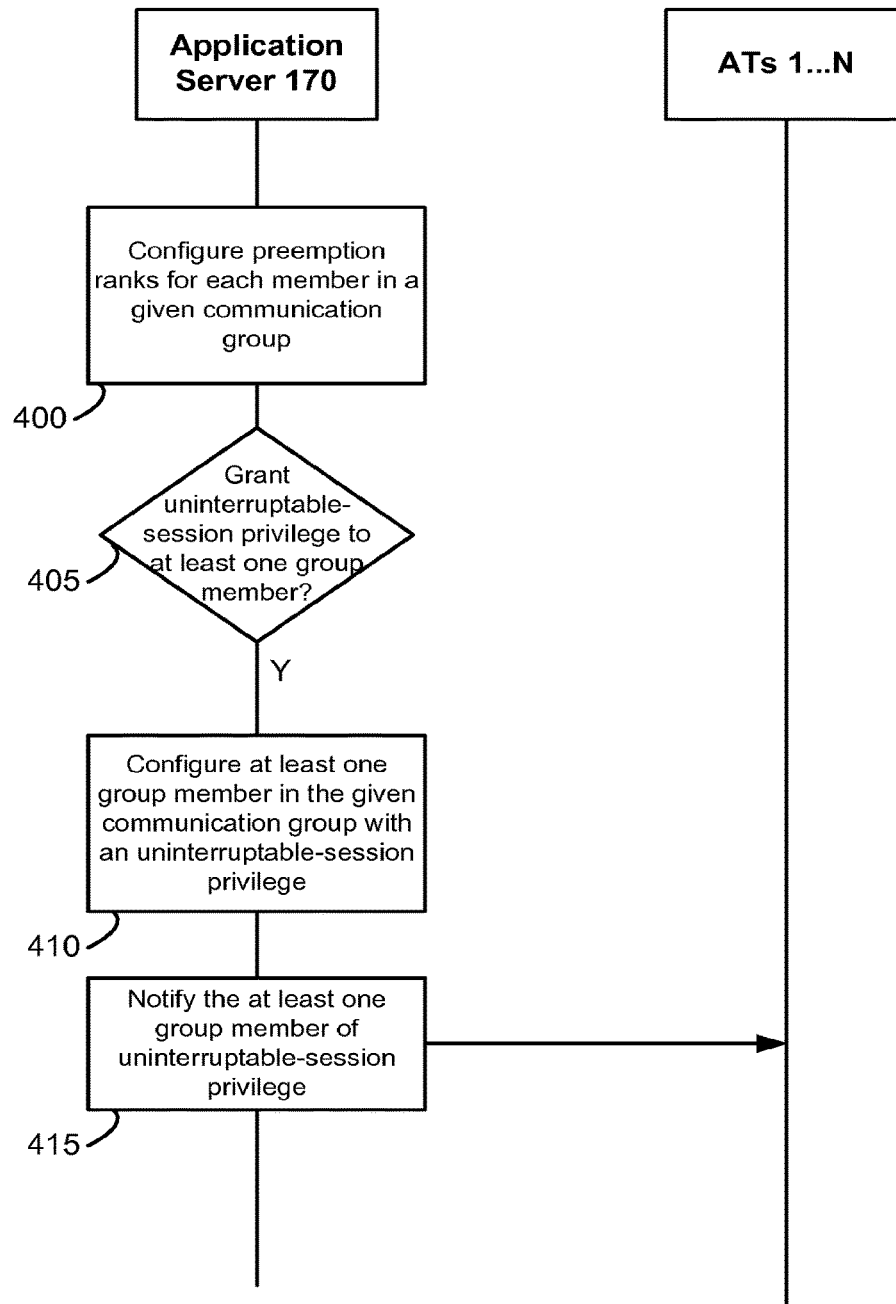 Application
Server 170
ATs 1...N
Configure preemption
ranks for each member in a
given communication
group
400
Grant
uninterruptable-
session privilege to
at least one group
member?
405
Y
Configure at least one
group member in the given
communication group with
an uninterruptable-session
privilege
410
Notify the at least one
group member of
uninterruptable-session
privilege
415